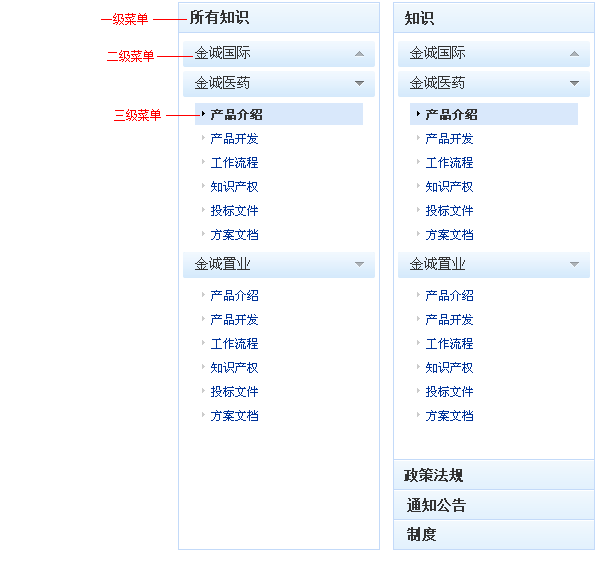 一级菜单
所有知识
二级菜单
金诚国际
金诚医药
三级菜单
产品介绍
产品开发
工作流程
知识产权
投标文件
方案文档
金诚置业
产品介绍
产品开发
工作流程
知识产权
投标文件
方案文档
知识
金诚国际
金诚医药
产品介绍
产品开发
工作流程
知识产权
投标文件
方案文档
金诚置业
产品介绍
产品开发
工作流程
知识产权
投标文件
方案文档
政策法规
通知公告
制度